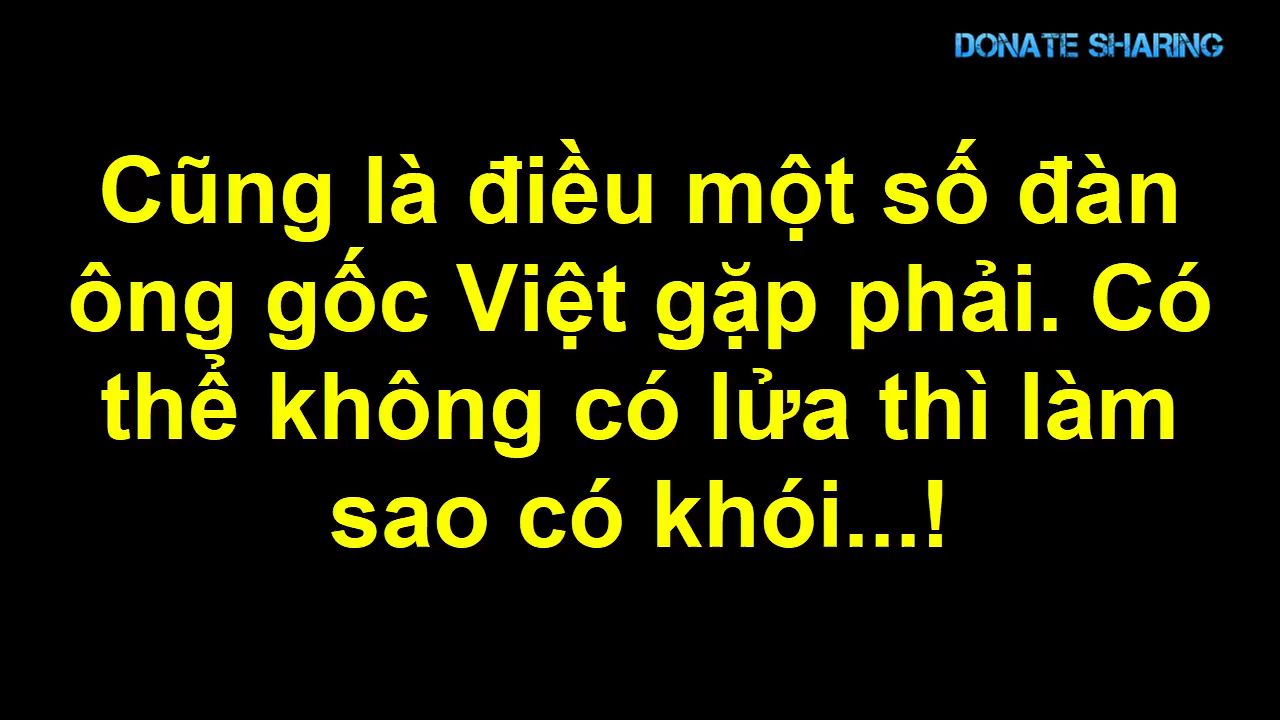 DONATE SHARING
Cũng là điều một số đàn
ông gốc Việt gặp phải. Có
thể không có lửa thì làm
sao có khói...!